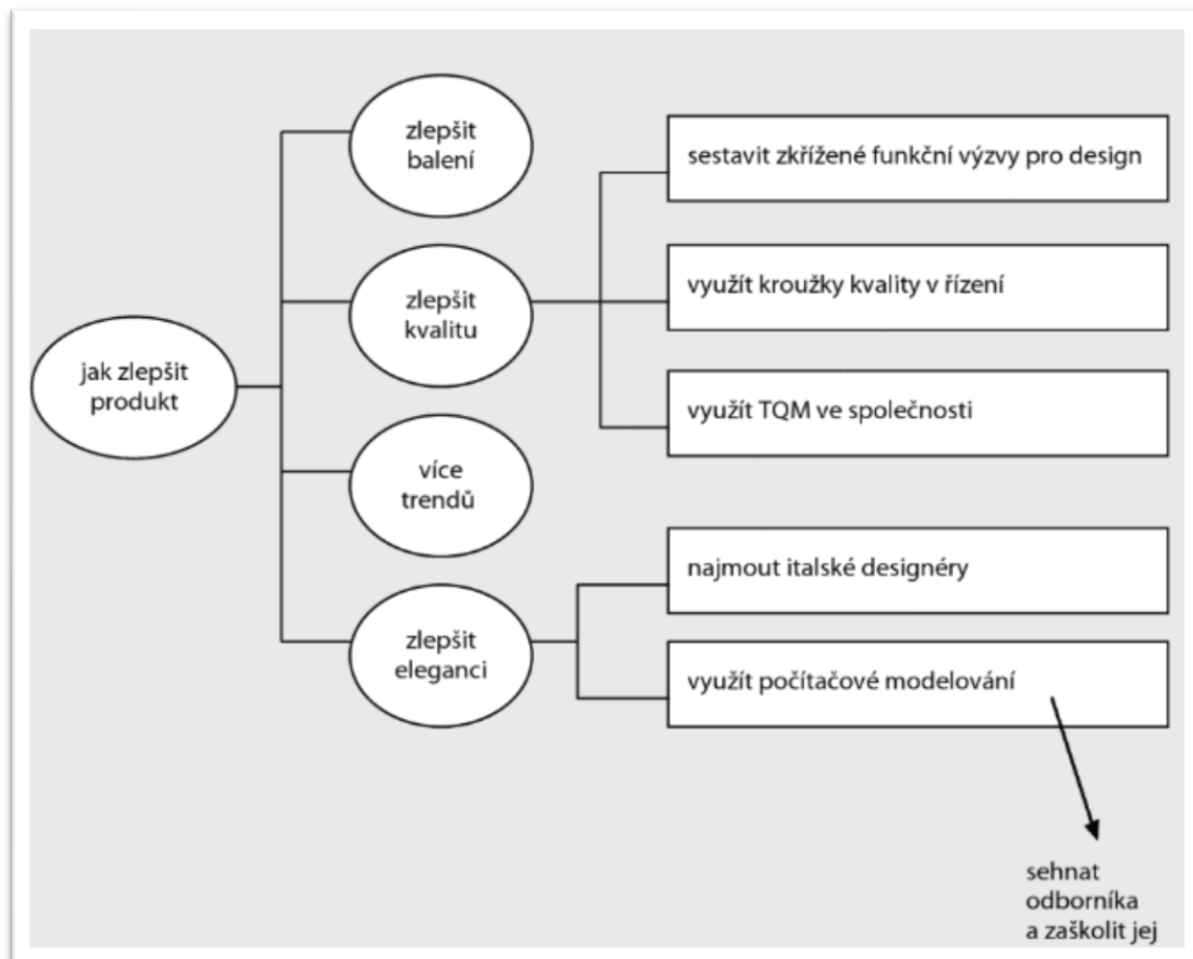 zlepšit
balení
sestavit zkřížené funkční výzvy pro design
zlepšit
kvalitu
využít kroužky kvality v řízení
jak zlepšit
produkt
využít TQM ve společnosti
více
trendů
najmout italské designéry
zlepšit
eleganci
využít počítačové modelování
sehnat
odborníka
a zaškolit jej